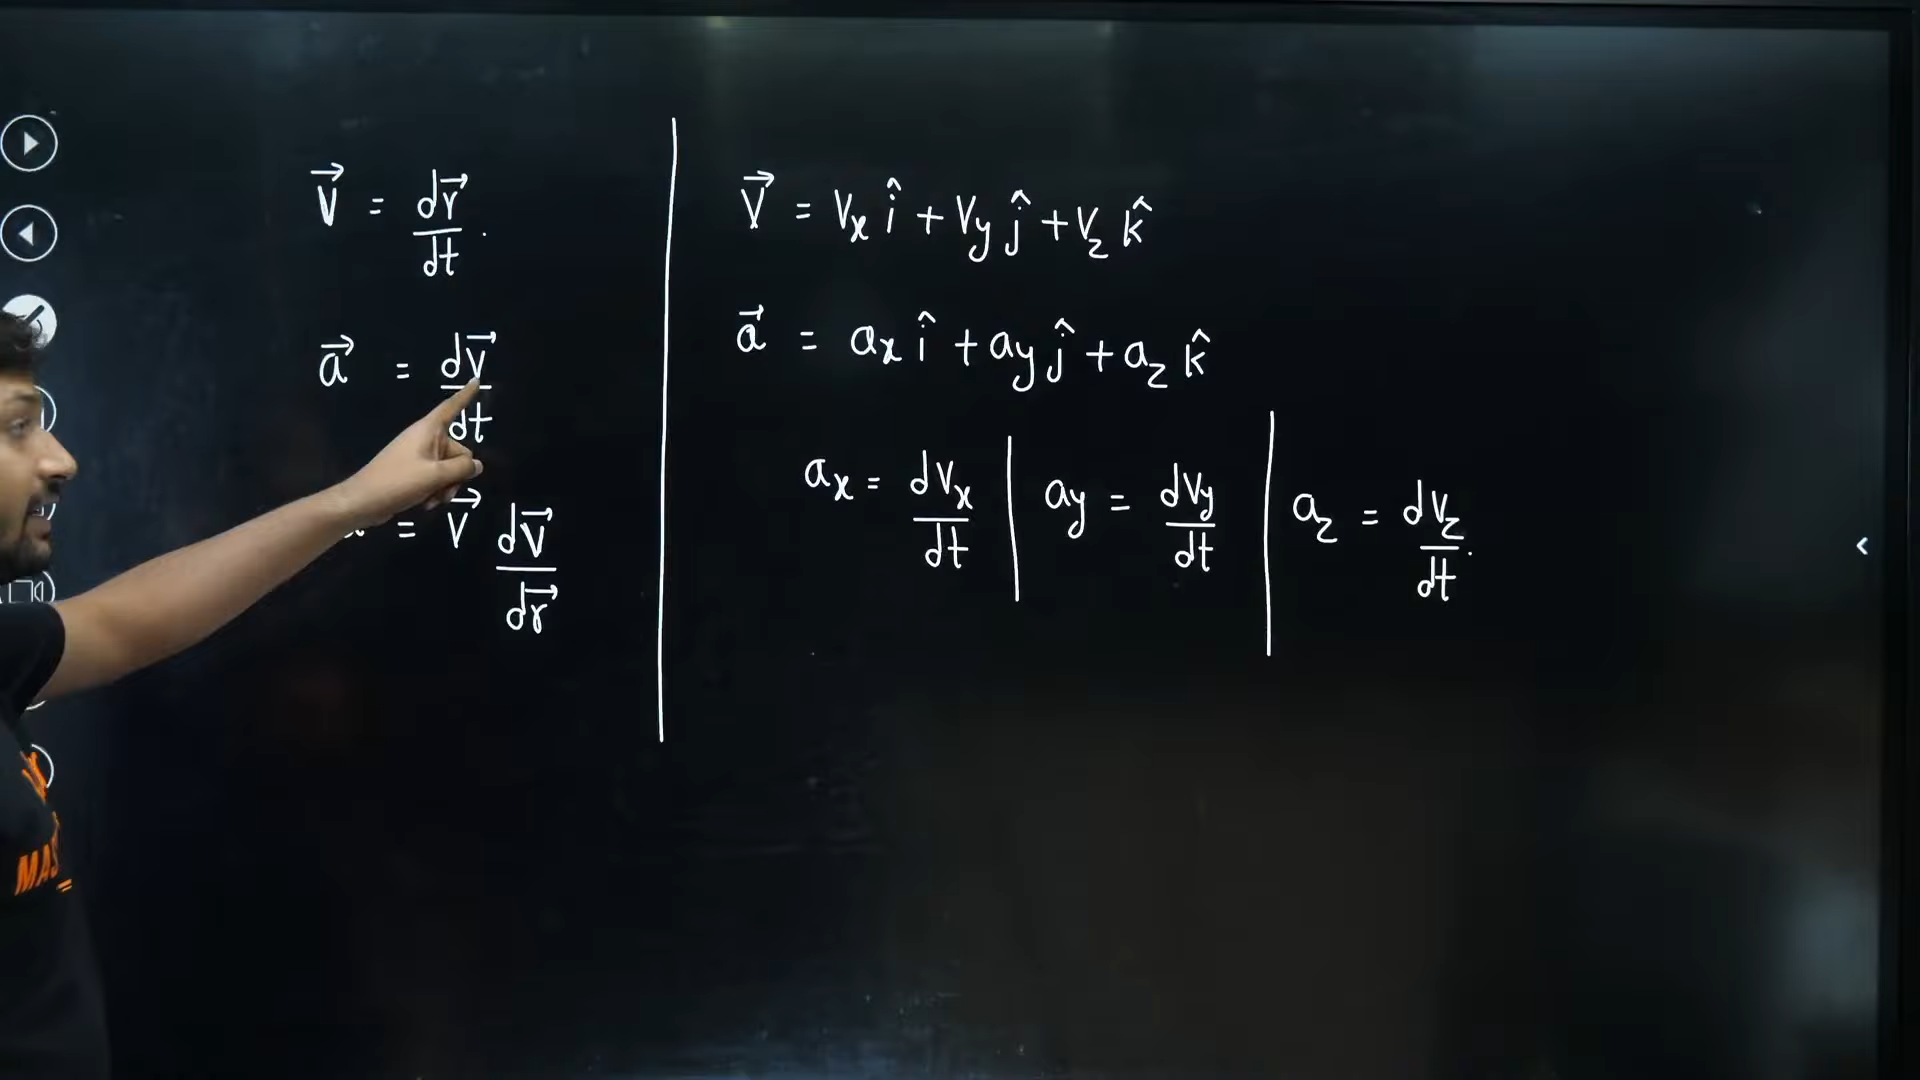 V⃗ = dr⃗/dt.
a⃗ = dv⃗/dt
= V⃗ dV⃗/dr⃗
V⃗ = Vx î + Vy ĵ + Vz k̂
a⃗ = ax î + ay ĵ + az k̂
ax = dVx/dt | ay = dVy/dt | az = dVz/dt.
MAS